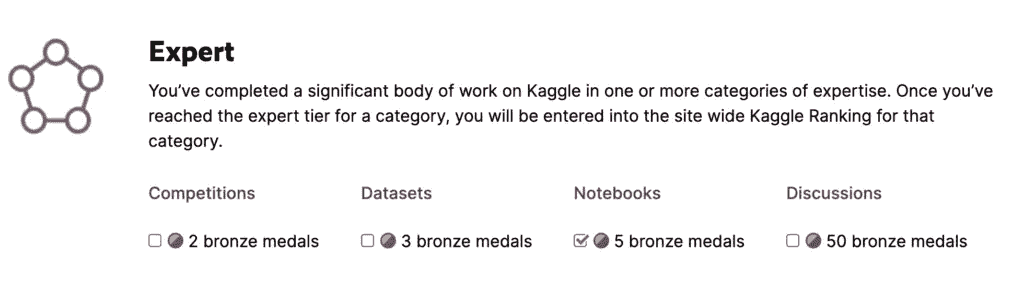 Expert
You’ve completed a significant body of work on Kaggle in one or more categories of expertise. Once you’ve
reached the expert tier for a category, you will be entered into the site wide Kaggle Ranking for that
category.
Competitions Datasets Notebooks Discussions
2 bronze medals 3 bronze medals 5 bronze medals 50 bronze medals